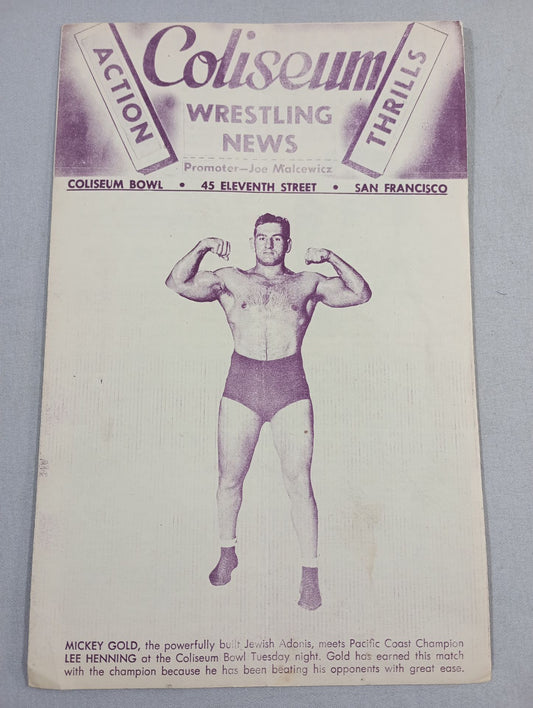 ACTION
Coliseum
THRILLS
WRESTLING
NEWS
Promoter—Joe Malcewicz
COLISEUM BOWL • 45 ELEVENTH STREET • SAN FRANCISCO
MICKEY GOLD, the powerfully built Jewish Adonis, meets Pacific Coast Champion
LEE HENNING at the Coliseum Bowl Tuesday night. Gold has earned this match
with the champion because he has been beating his opponents with great ease.